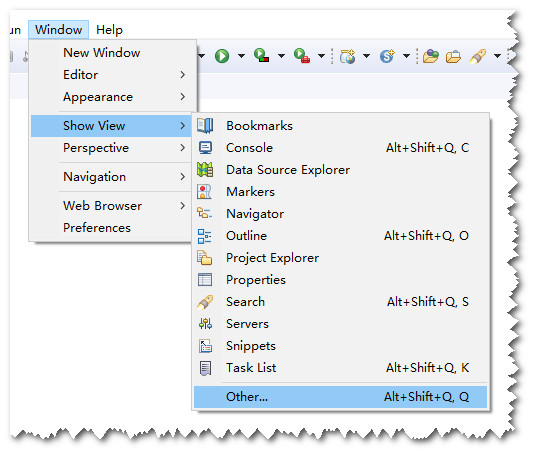 un Window Help
New Window
Editor
Appearance
Show View
Perspective
Navigation
Web Browser
Preferences
Bookmarks
Console Alt+Shift+Q, C
Data Source Explorer
Markers
Navigator
Outline Alt+Shift+Q, O
Project Explorer
Properties
Search Alt+Shift+Q, S
Servers
Snippets
Task List Alt+Shift+Q, K
Other... Alt+Shift+Q, Q